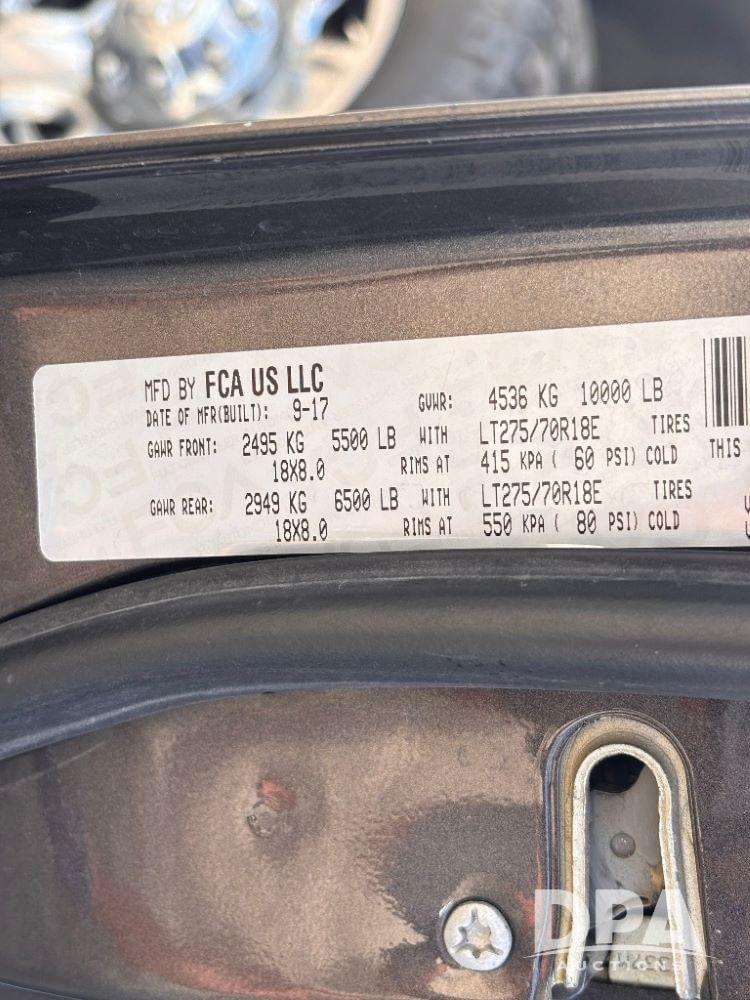 MFD BY FCA US LLC
DATE OF MFR(BUILT): 9-17
GVWR: 4536 KG 10000 LB
GAWR FRONT: 2495 KG 5500 LB WITH LT275/70R18E TIRES
18X8.0 RIMS AT 415 KPA ( 60 PSI) COLD
THIS
GAWR REAR: 2949 KG 6500 LB WITH LT275/70R18E TIRES
18X8.0 RIMS AT 550 KPA ( 80 PSI) COLD
DPA
AUCTIONS